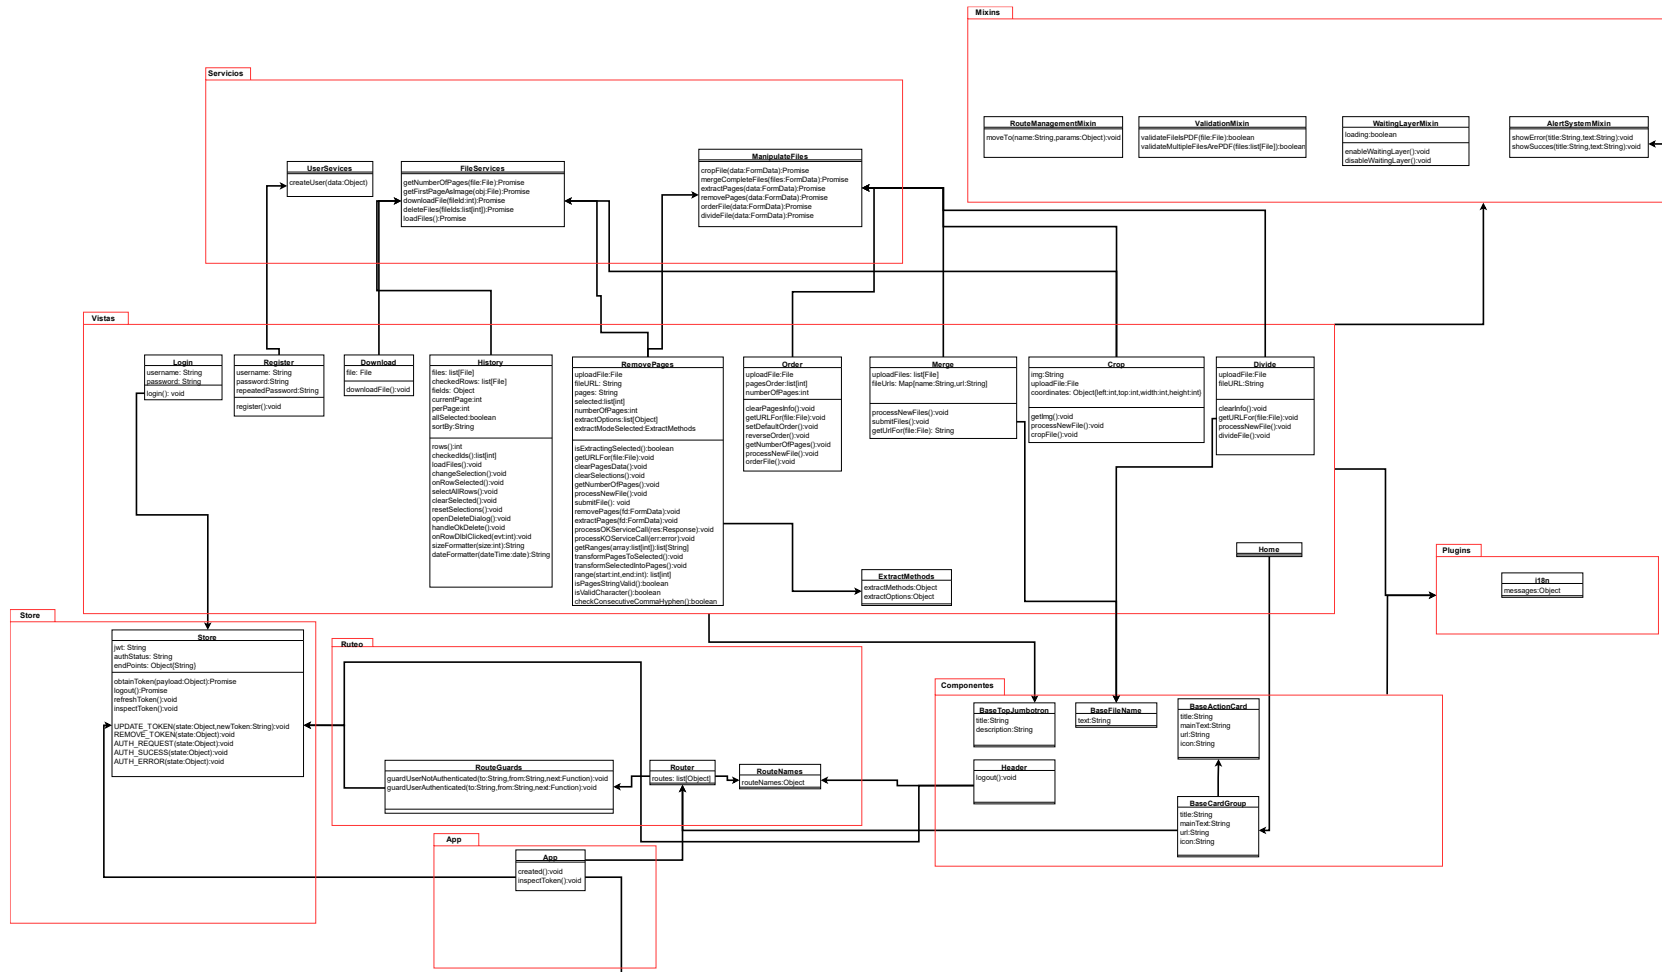 Mixins
RouteManagementMixin
moveTo(name:String,params:Object):void
ValidationMixin
validateFileIsPDF(file:File):boolean
validateMultipleFilesArePDF(files:list[File]):boolean
WaitingLayerMixin
loading:boolean
enableWaitingLayer():void
disableWaitingLayer():void
AlertSystemMixin
showError(title:String,text:String):void
showSucces(title:String,text:String):void
Servicios
UserSevices
createUser(data:Object)
FileServices
getNumberOfPages(file:File):Promise
getFirstPageAsImage(obj:File):Promise
downloadFile(fileId:int):Promise
deleteFiles(fileIds:list[int]):Promise
loadFiles():Promise
ManipulateFiles
cropFile(data:FormData):Promise
mergeCompleteFiles(files:FormData):Promise
extractPages(data:FormData):Promise
removePages(data:FormData):Promise
orderFile(data:FormData):Promise
divideFile(data:FormData):Promise
Vistas
Login
username: String
password: String
login(): void
Register
username: String
password:String
repeatedPassword:String
register():void
Download
file: File
downloadFile():void
History
files: list[File]
checkedRows: list[File]
fields: Object
currentPage:int
perPage:int
allSelected:boolean
sortBy:String
rows():int
checkedIds():list[int]
loadFiles():void
changeSelection():void
onRowSelected():void
selectAllRows():void
clearSelected():void
resetSelections():void
openDeleteDialog():void
handleOkDelete():void
onRowDblClicked(evt:int):void
sizeFormatter(size:int):String
dateFormatter(dateTime:date):String
RemovePages
uploadFile:File
fileURL: String
pages: String
selected:list[int]
numberOfPages:int
extractOptions:list[Object]
extractModeSelected:ExtractMethods
isExtractingSelected():boolean
getURLFor(file:File):void
clearPagesData():void
clearSelections():void
getNumberOfPages():void
processNewFile():void
submitFile(): void
removePages(fd:FormData):void
extractPages(fd:FormData):void
processOKServiceCall(res:Response):void
processKOServiceCall(err:error):void
getRanges(array:list[int]):list[String]
transformPagesToSelected():void
transformSelectedIntoPages():void
range(start:int,end:int): list[int]
isPagesStringValid():boolean
isValidCharacter():boolean
checkConsecutiveCommaHyphen():boolean
Order
uploadFile:File
pagesOrder:list[int]
numberOfPages:int
clearPagesInfo():void
getURLFor(file:File):void
setDefaultOrder():void
reverseOrder():void
getNumberOfPages():void
processNewFile():void
orderFile():void
Merge
uploadFiles: list[File]
fileUrls: Map[name:String,url:String]
processNewFiles():void
submitFiles():void
getUrlFor(file:File): String
Crop
img:String
uploadFile:File
coordinates: Object(left:int,top:int,width:int,height:int)
getImg():void
processNewFile():void
cropFile():void
Divide
uploadFile:File
fileURL:String
clearInfo():void
getURLFor(file:File):void
processNewFile():void
divideFile():void
Home
ExtractMethods
extractMethods:Object
extractOptions:Object
Plugins
i18n
messages:Object
Store
Store
jwt: String
authStatus: String
endPoints: Object(String)
obtainToken(payload:Object):Promise
logout():Promise
refreshToken():void
inspectToken():void
UPDATE_TOKEN(state:Object,newToken:String):void
REMOVE_TOKEN(state:Object):void
AUTH_REQUEST(state:Object):void
AUTH_SUCESS(state:Object):void
AUTH_ERROR(state:Object):void
Ruteo
RouteGuards
guardUserNotAuthenticated(to:String,from:String,next:Function):void
guardUserAuthenticated(to:String,from:String,next:Function):void
Router
routes: list[Object]
RouteNames
routeNames:Object
Componentes
BaseTopJumbotron
title:String
description:String
BaseFileName
text:String
BaseActionCard
title:String
mainText:String
url:String
icon:String
Header
logout():void
BaseCardGroup
title:String
mainText:String
url:String
icon:String
App
App
created():void
inspectToken():void